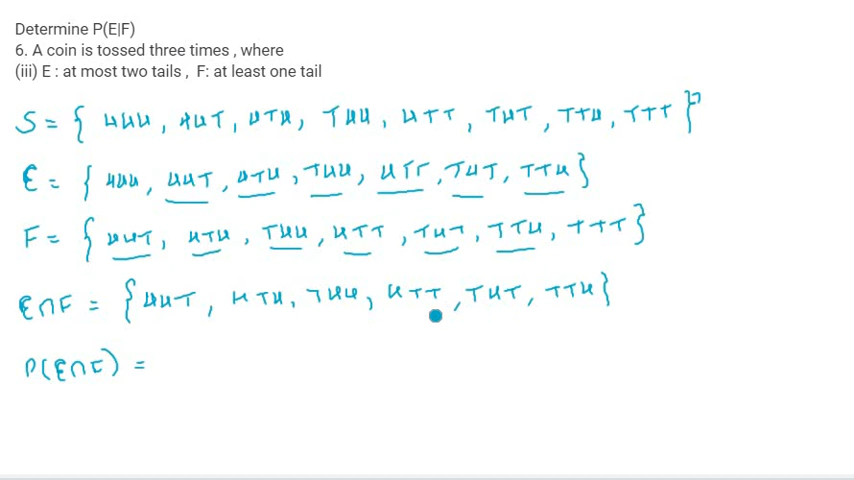 Determine P(E|F)
6. A coin is tossed three times , where
(iii) E : at most two tails , F: at least one tail
S = { HHH, HHT, HTH, THH, HTT, THT, TTH, TTT }
E = { HHH, HHT, HTH, THH, HTT, THT, TTH }
F = { HHT, HTH, THH, HTT, THT, TTH, TTT }
E∩F = { HHT, HTH, THH, HTT, THT, TTH }
P(E∩F) =